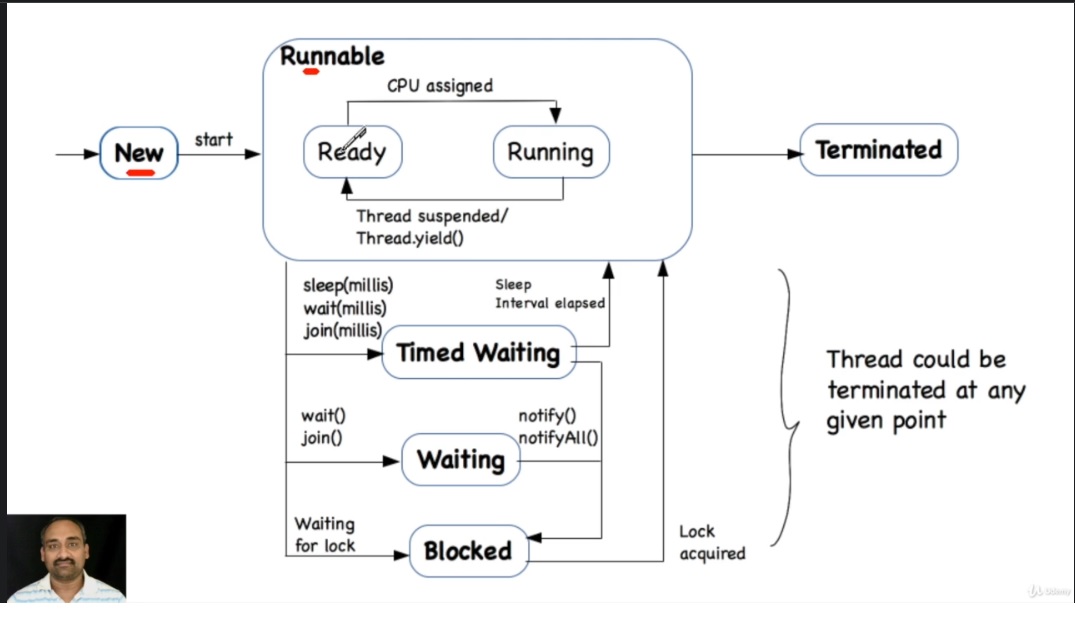 Runnable
CPU assigned
New
start
Ready
Running
Terminated
Thread suspended/
Thread.yield()
sleep(millis)
wait(millis)
join(millis)
Sleep
Interval elapsed
Timed Waiting
Thread could be
terminated at any
given point
wait()
join()
notify()
notifyAll()
Waiting
Waiting
for lock
Blocked
Lock
acquired
Udemy